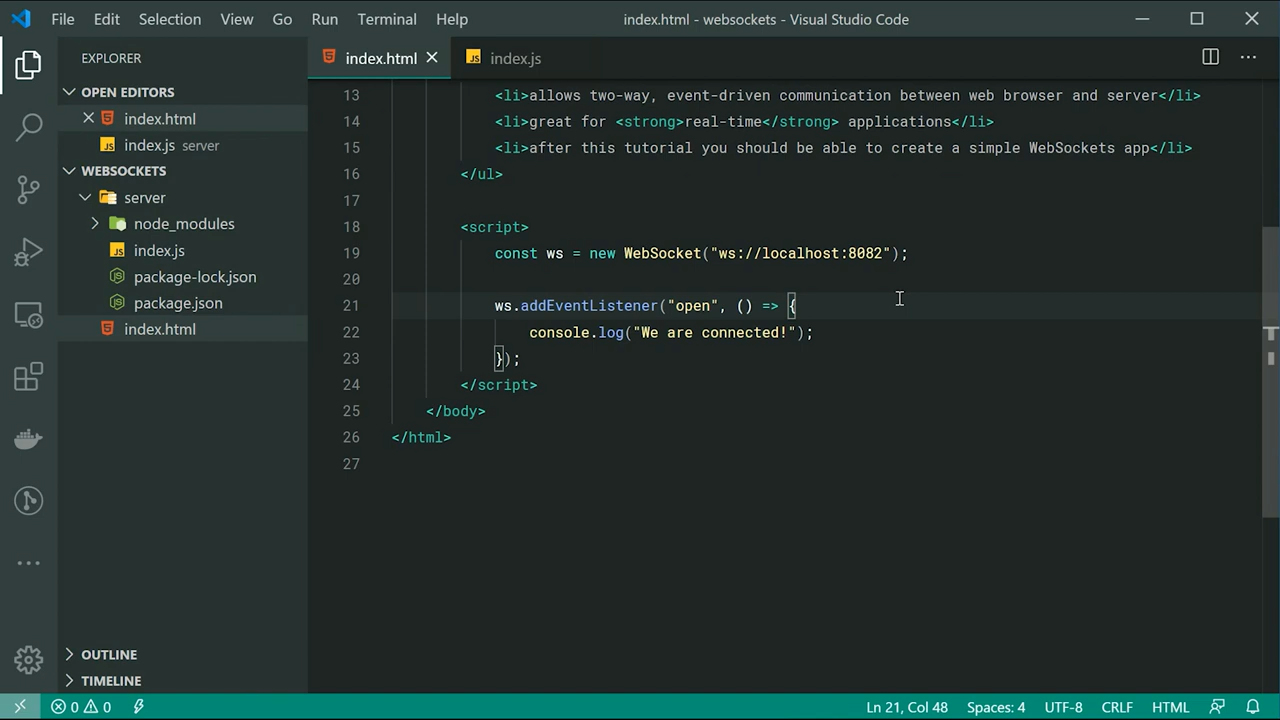 File Edit Selection View Go Run Terminal Help index.html - websockets - Visual Studio Code
EXPLORER
OPEN EDITORS
index.html
index.js server
WEBSOCKETS
server
node_modules
index.js
package-lock.json
package.json
index.html
OUTLINE
TIMELINE
index.html JS index.js
13 <li>allows two-way, event-driven communication between web browser and server</li>
14 <li>great for <strong>real-time</strong> applications</li>
15 <li>after this tutorial you should be able to create a simple WebSockets app</li>
16 </ul>
17
18 <script>
19 const ws = new WebSocket("ws://localhost:8082");
20
21 ws.addEventListener("open", () => {
22 console.log("We are connected!");
23 });
24 </script>
25 </body>
26 </html>
27
0 0 Ln 21, Col 48 Spaces: 4 UTF-8 CRLF HTML